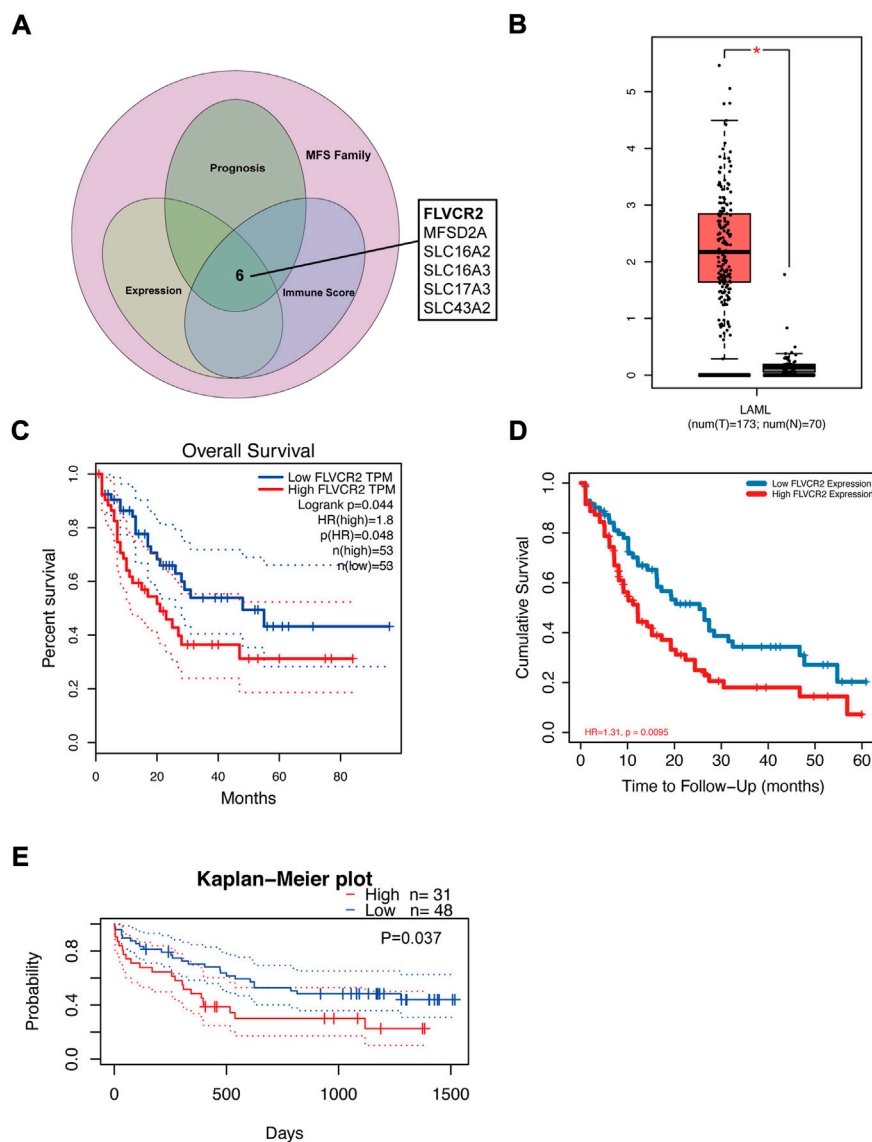 A
Prognosis
MFS Family
Expression
6
Immune Score
FLVCR2
MFSD2A
SLC16A2
SLC16A3
SLC17A3
SLC43A2
B
*
5
4
3
2
1
0
LAML
(num(T)=173; num(N)=70)
C
Overall Survival
Low FLVCR2 TPM
High FLVCR2 TPM
Logrank p=0.044
HR(high)=1.8
p(HR)=0.048
n(high)=53
n(low)=53
Percent survival
1.0
0.8
0.6
0.4
0.2
0.0
0 20 40 60 80
Months
D
Low FLVCR2 Expression
High FLVCR2 Expression
Cumulative Survival
1.0
0.8
0.6
0.4
0.2
0.0
HR=1.31, p = 0.0095
0 10 20 30 40 50 60
Time to Follow−Up (months)
E
Kaplan−Meier plot
High n= 31
Low n= 48
P=0.037
Probability
0.8
0.4
0.0
0 500 1000 1500
Days